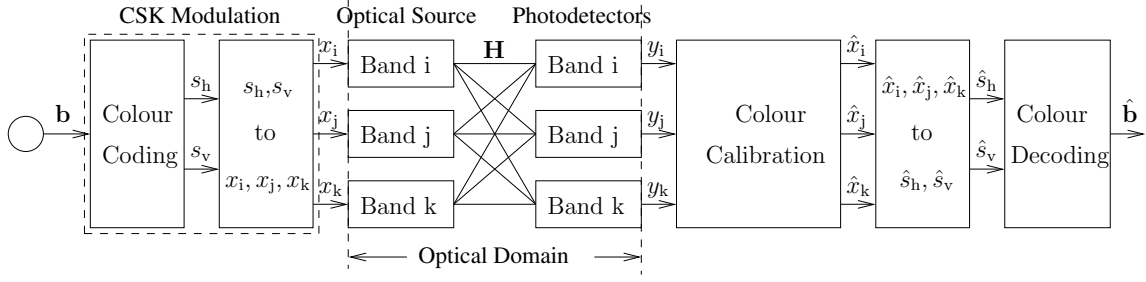 CSK Modulation
Optical Source
Photodetectors
b
Colour
Coding
s_h
s_v
s_h,s_v
to
x_i, x_j, x_k
x_i
x_j
x_k
Band i
Band j
Band k
H
Band i
Band j
Band k
y_i
y_j
y_k
Colour
Calibration
x̂_i
x̂_j
x̂_k
x̂_i, x̂_j, x̂_k
to
ŝ_h, ŝ_v
ŝ_h
ŝ_v
Colour
Decoding
b̂
Optical Domain